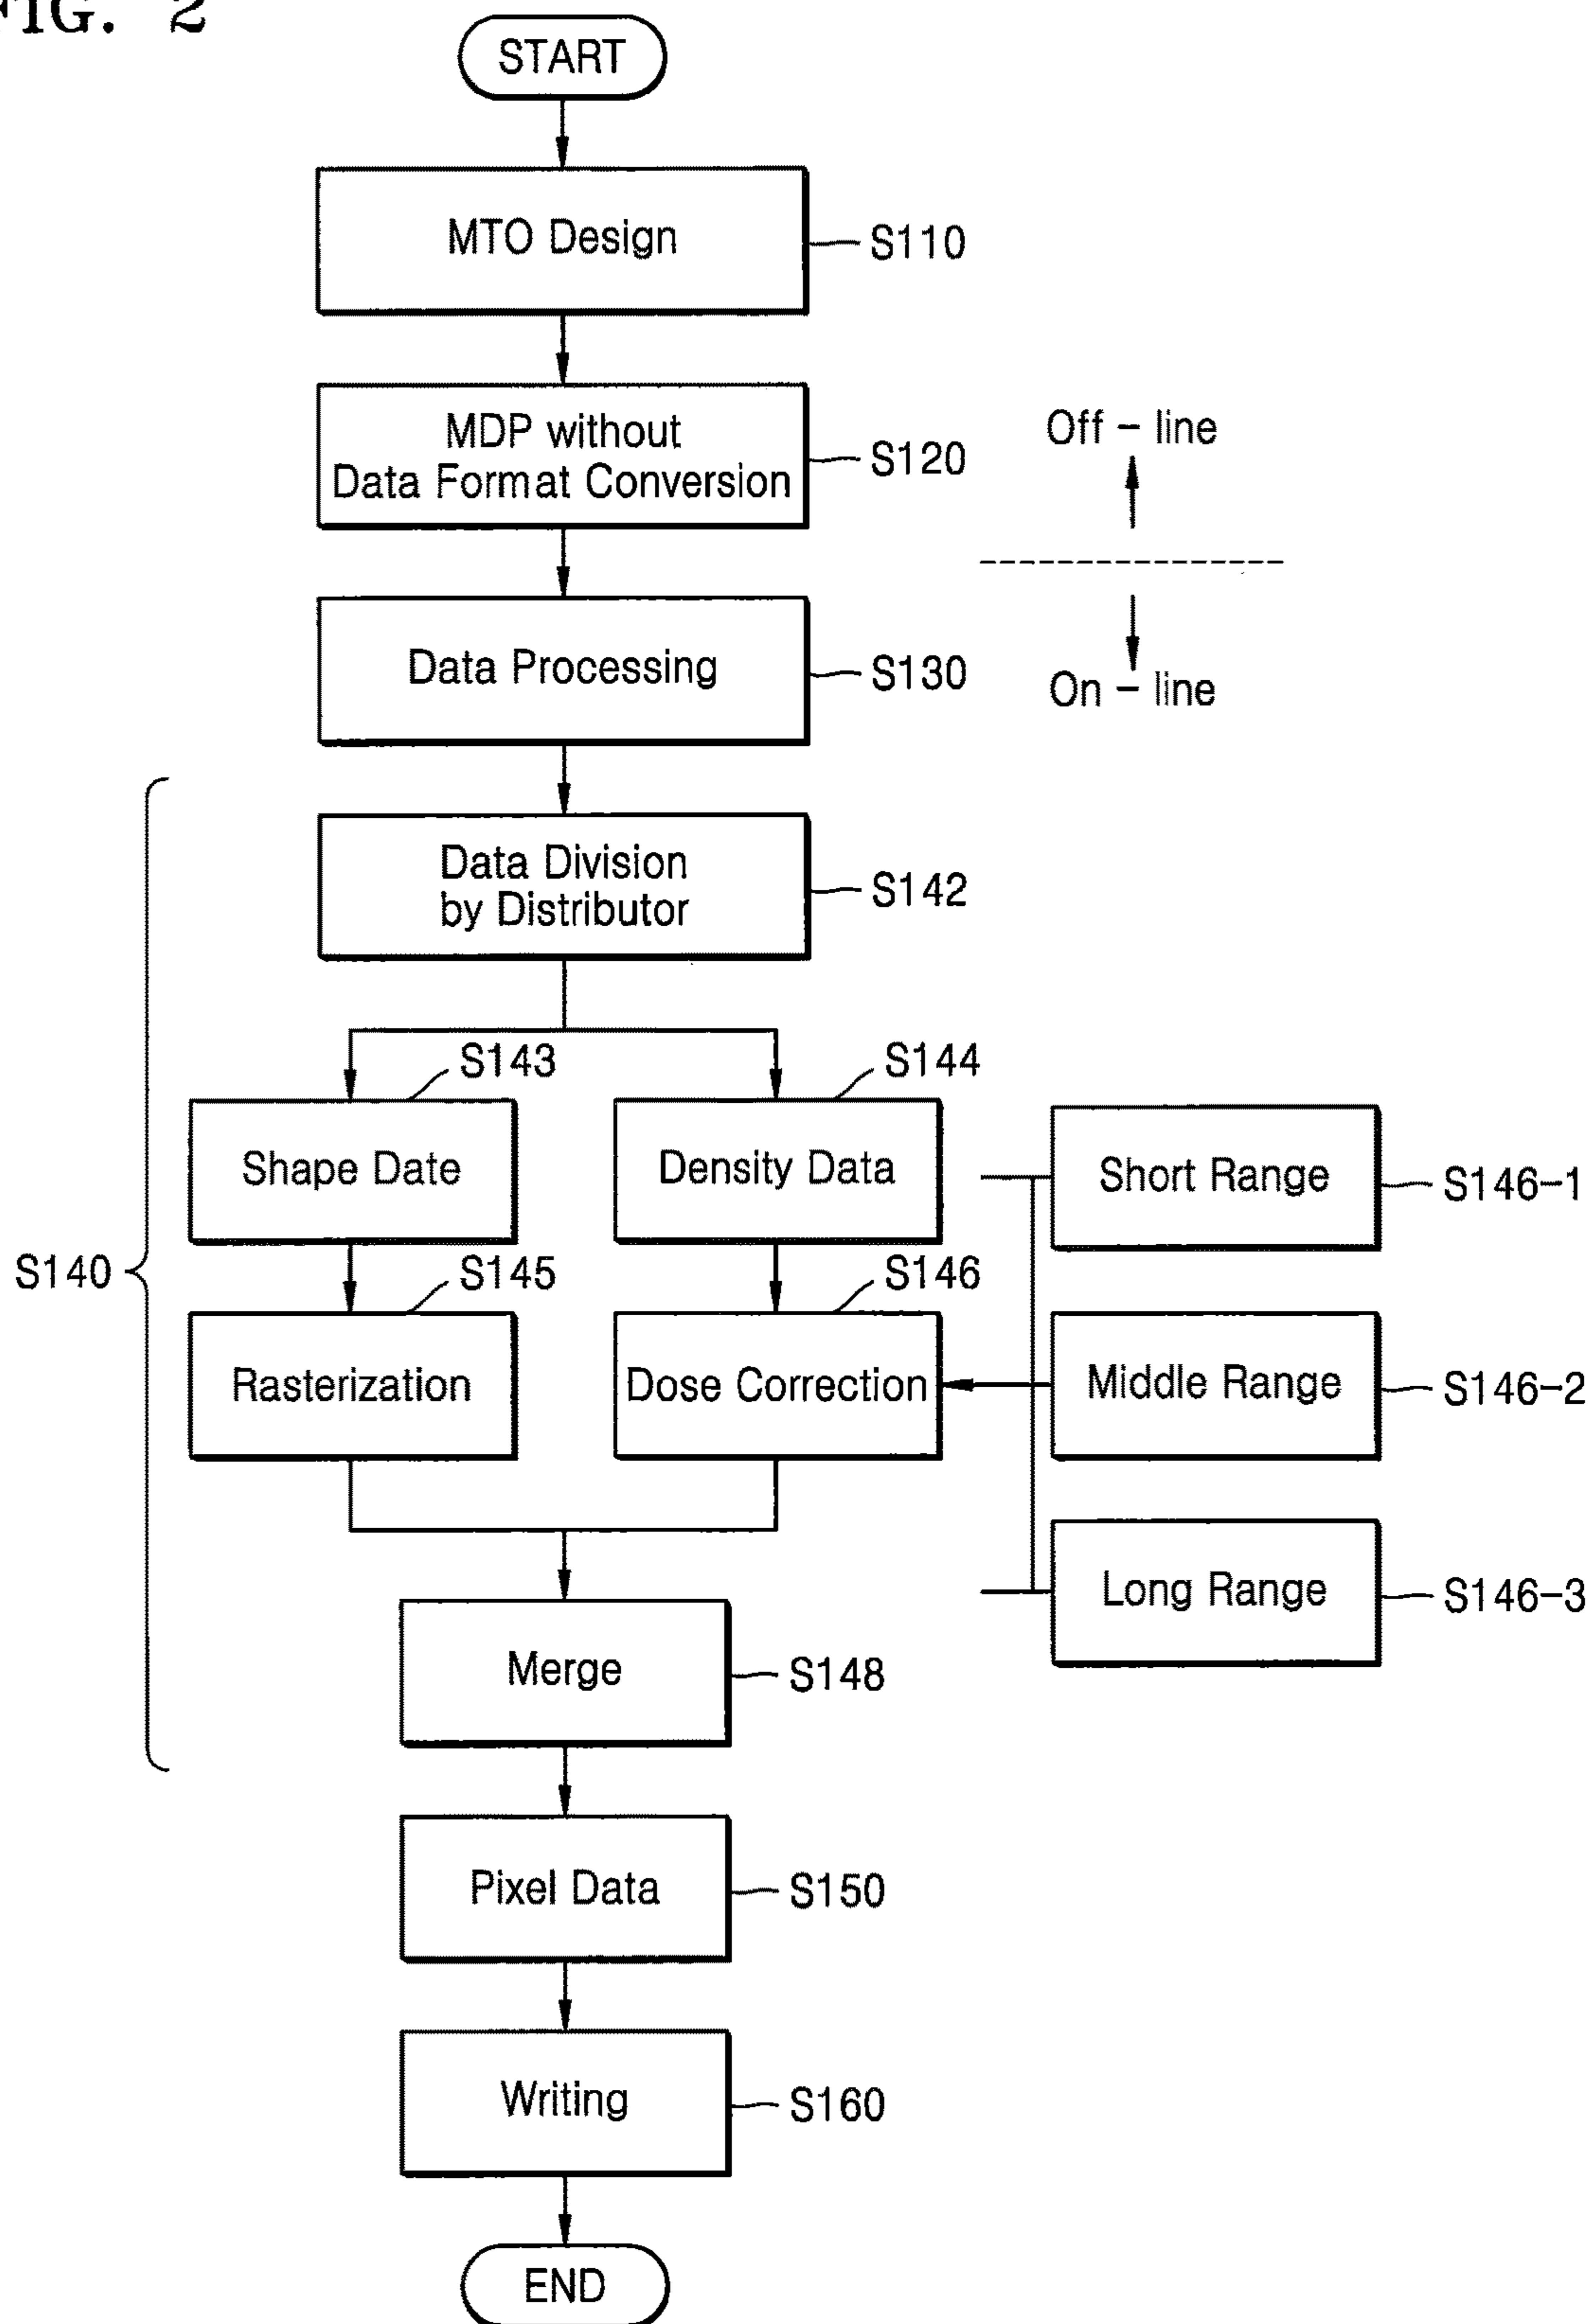 FIG. 2
START
MTO Design
S110
MDP without
Data Format Conversion
S120
Off - line
On - line
Data Processing
S130
Data Division
by Distributor
S142
S140
S143
Shape Date
S144
Density Data
S145
Rasterization
S146
Dose Correction
Short Range
S146-1
Middle Range
S146-2
Long Range
S146-3
Merge
S148
Pixel Data
S150
Writing
S160
END